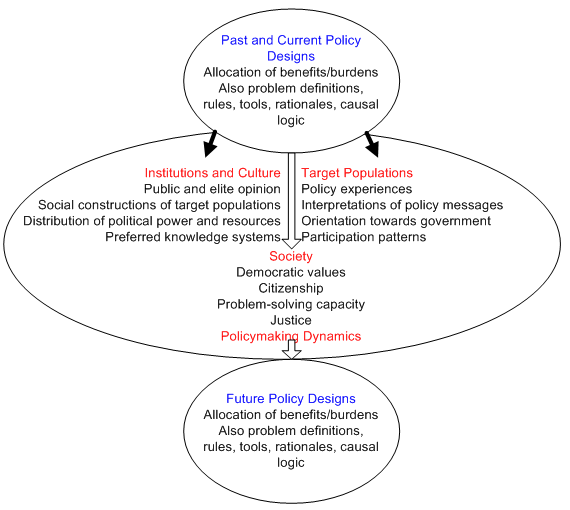 Past and Current Policy
Designs
Allocation of benefits/burdens
Also problem definitions,
rules, tools, rationales, causal
logic
Institutions and Culture
Public and elite opinion
Social constructions of target populations
Distribution of political power and resources
Preferred knowledge systems
Target Populations
Policy experiences
Interpretations of policy messages
Orientation towards government
Participation patterns
Society
Democratic values
Citizenship
Problem-solving capacity
Justice
Policymaking Dynamics
Future Policy Designs
Allocation of benefits/burdens
Also problem definitions,
rules, tools, rationales, causal
logic